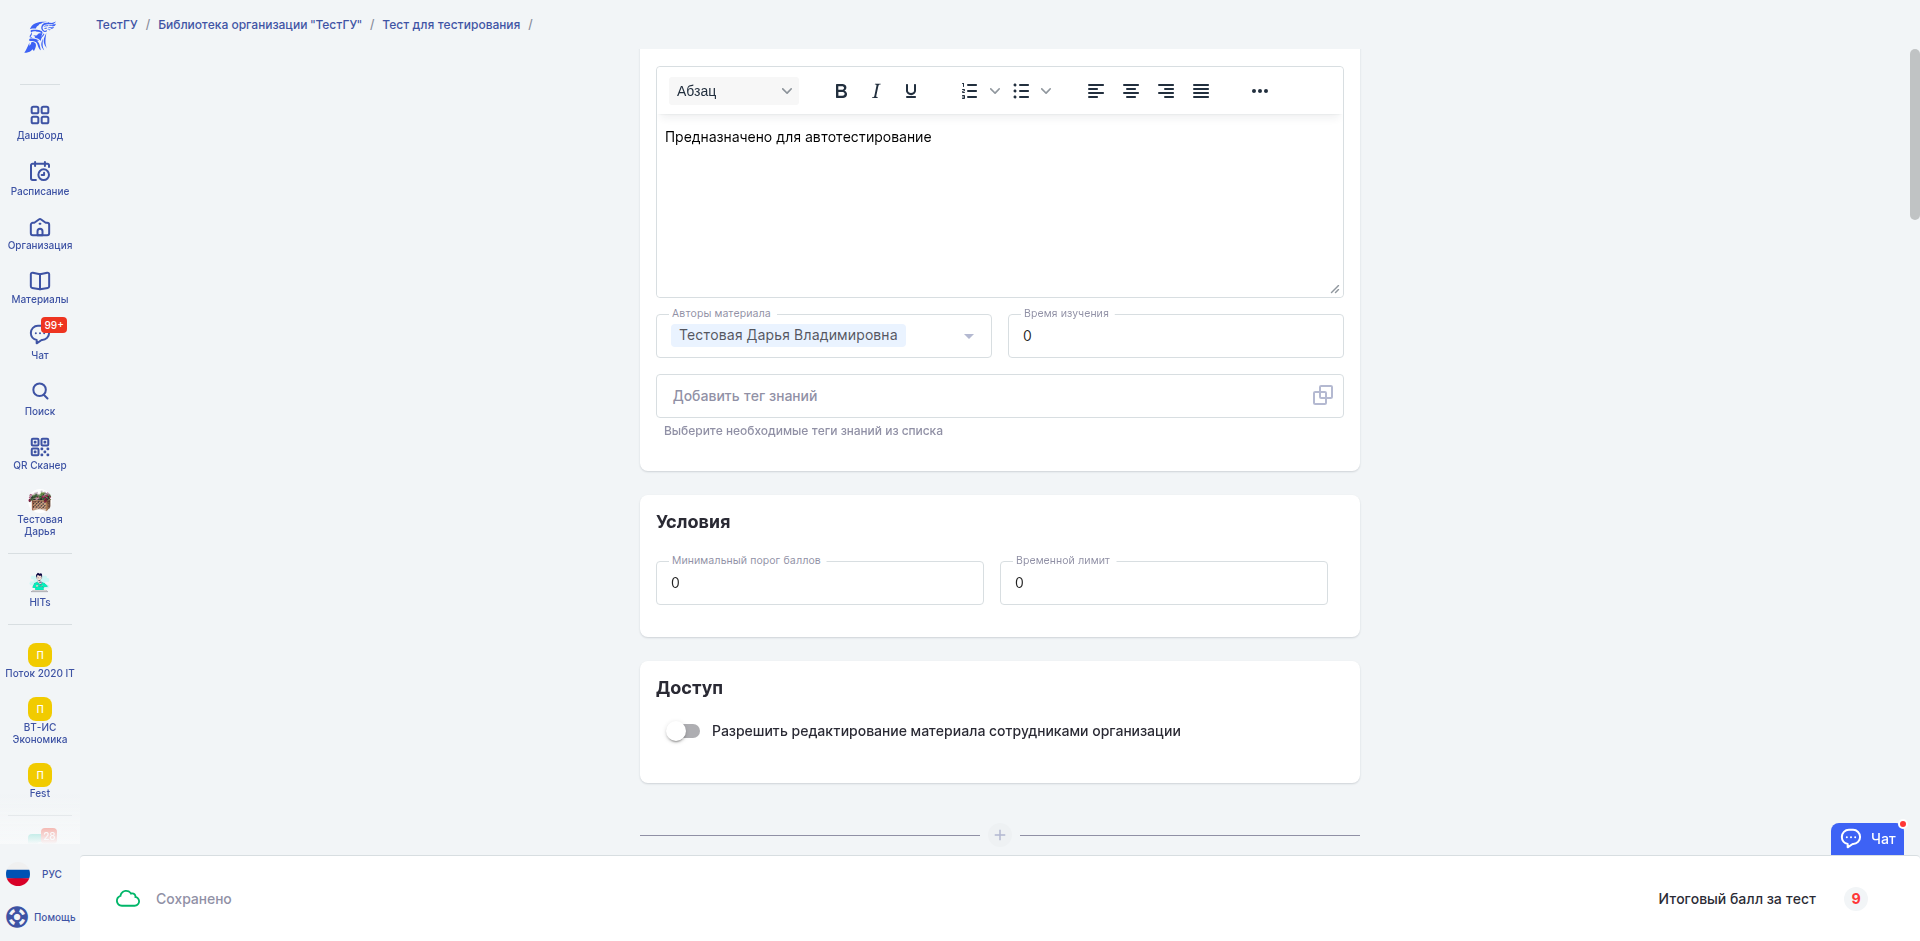 ТестГУ / Библиотека организации "ТестГУ" / Тест для тестирования /
Дашборд
Расписание
Организация
Материалы
99+
Чат
Поиск
QR Сканер
Тестовая
Дарья
HITs
П
Поток 2020 IT
П
ВТ-ИС
Экономика
П
Fest
28
РУС
Помощь
Абзац
B I U
Предназначено для автотестирование
Авторы материала
Тестовая Дарья Владимировна
Время изучения
0
Добавить тег знаний
Выберите необходимые теги знаний из списка
Условия
Минимальный порог баллов
0
Временной лимит
0
Доступ
Разрешить редактирование материала сотрудниками организации
Чат
Сохранено
Итоговый балл за тест 9